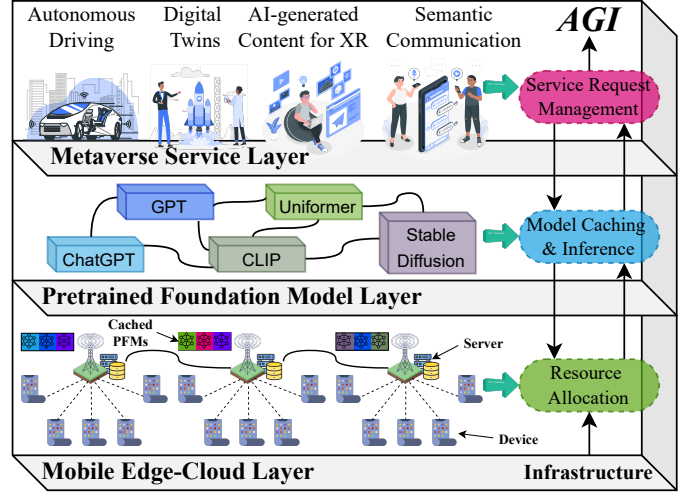 Autonomous
Driving
Digital
Twins
AI-generated
Content for XR
Semantic
Communication
AGI
Service Request
Management
Metaverse Service Layer
GPT
Uniformer
ChatGPT
CLIP
Stable
Diffusion
Model Caching
& Inference
Pretrained Foundation Model Layer
Cached
PFMs
Server
Device
Resource
Allocation
Mobile Edge-Cloud Layer
Infrastructure